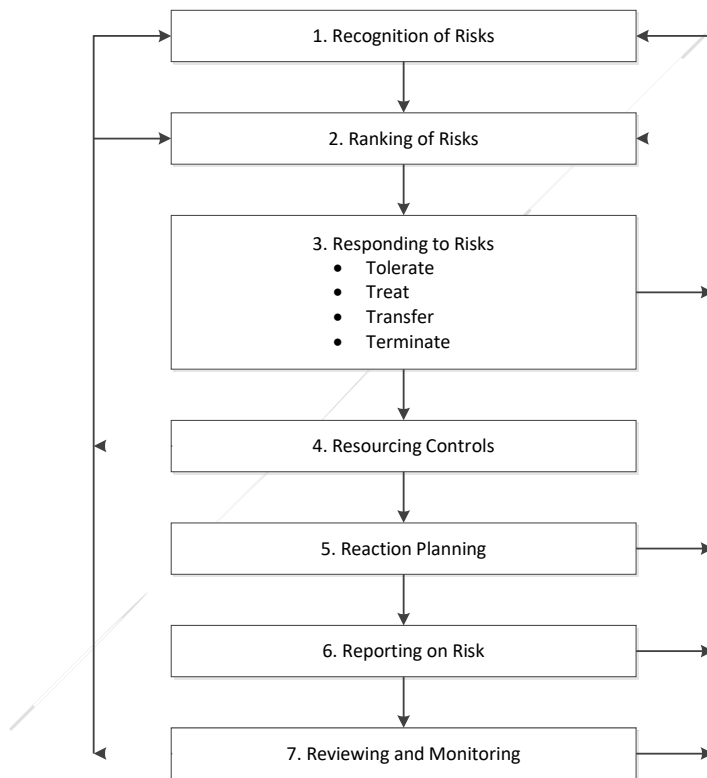 1. Recognition of Risks
2. Ranking of Risks
3. Responding to Risks
● Tolerate
● Treat
● Transfer
● Terminate
4. Resourcing Controls
5. Reaction Planning
6. Reporting on Risk
7. Reviewing and Monitoring